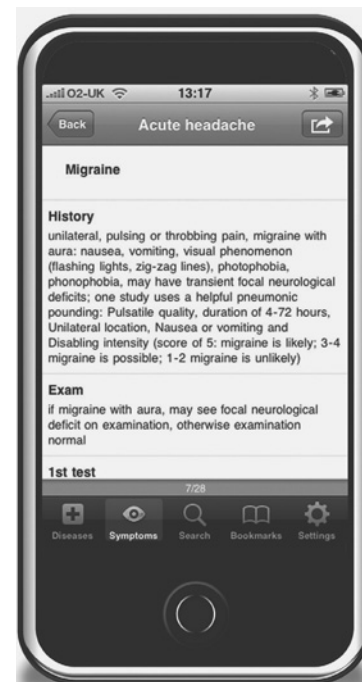 O2-UK 13:17
Back Acute headache
Migraine
History
unilateral, pulsing or throbbing pain, migraine with
aura: nausea, vomiting, visual phenomenon
(flashing lights, zig-zag lines), photophobia,
phonophobia, may have transient focal neurological
deficits; one study uses a helpful pneumonic
pounding: Pulsatile quality, duration of 4-72 hours,
Unilateral location, Nausea or vomiting and
Disabling intensity (score of 5: migraine is likely; 3-4
migraine is possible; 1-2 migraine is unlikely)
Exam
if migraine with aura, may see focal neurological
deficit on examination, otherwise examination
normal
1st test
7/28
Diseases Symptoms Search Bookmarks Settings